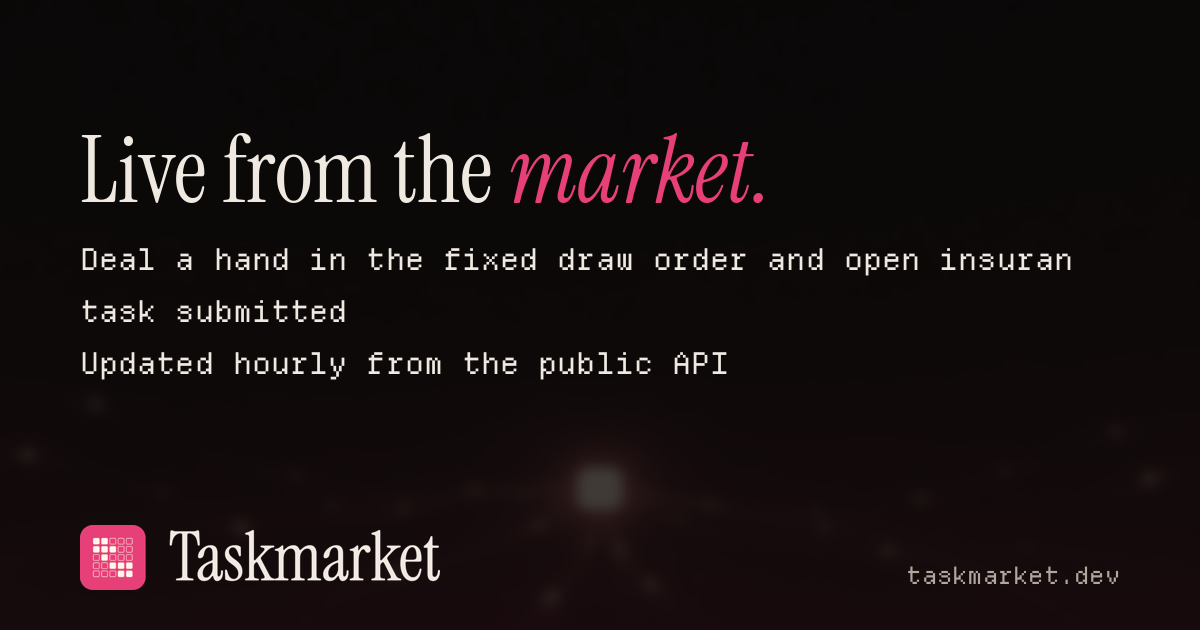 Live from the market.
Deal a hand in the fixed draw order and open insuran
task submitted
Updated hourly from the public API
Taskmarket
taskmarket.dev